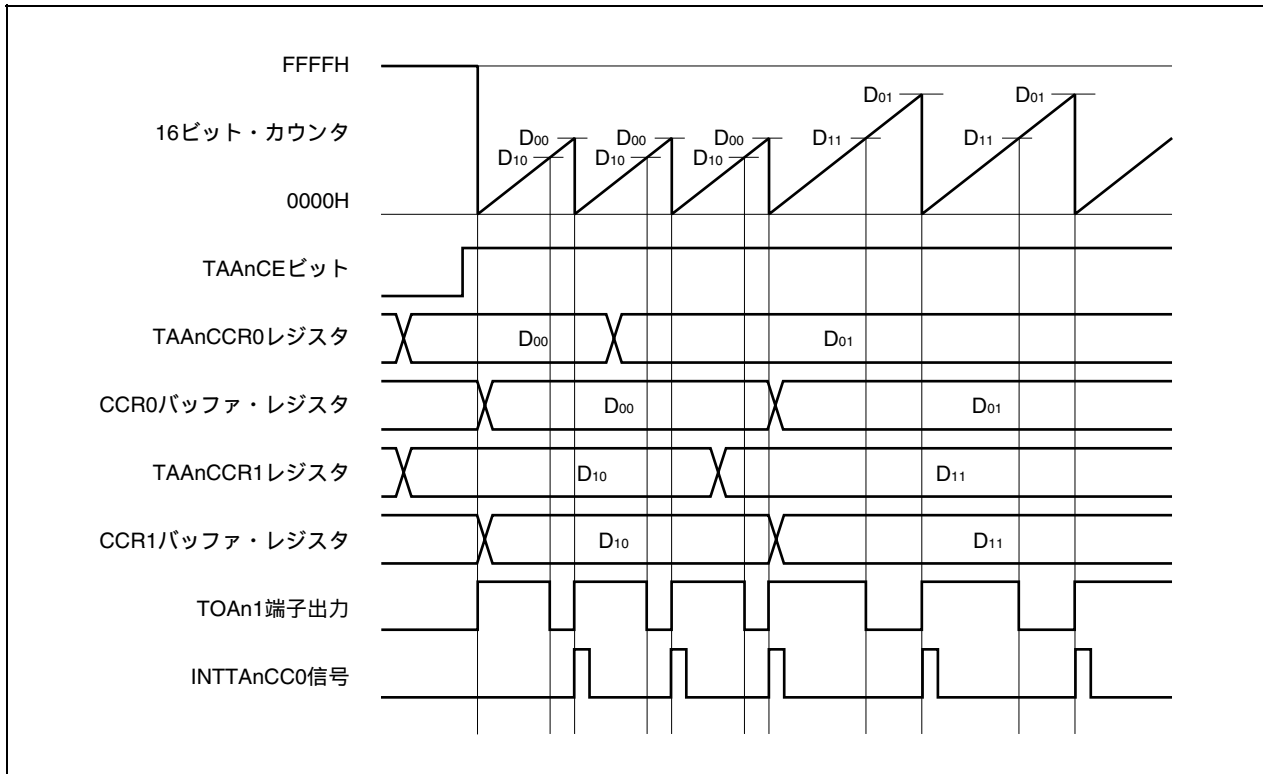 FFFFH
D01 D01
16ビット・カウンタ D00 D00 D00 D11 D11
D10 D10 D10
0000H
TAAnCEビット
TAAnCCR0レジスタ D00 D01
CCR0バッファ・レジスタ D00 D01
TAAnCCR1レジスタ D10 D11
CCR1バッファ・レジスタ D10 D11
TOAn1端子出力
INTTAnCC0信号